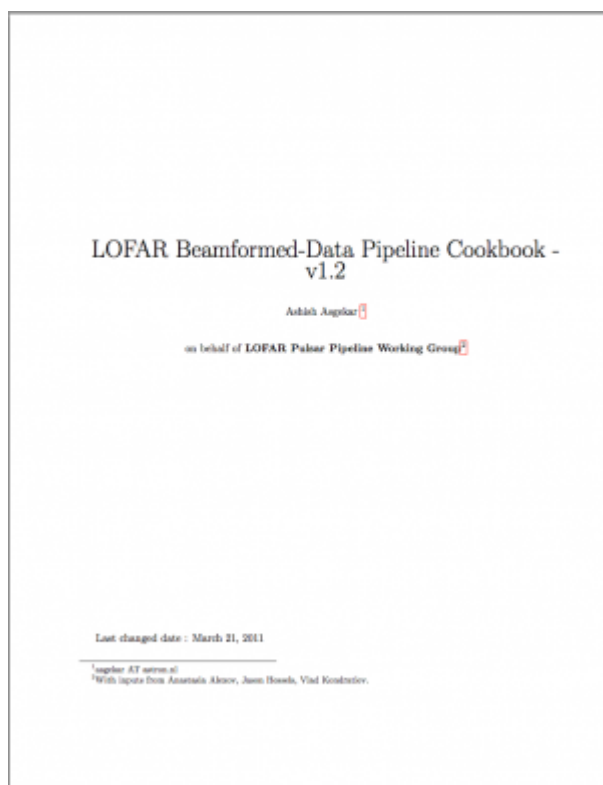 LOFAR Beamformed-Data Pipeline Cookbook -
v1.2
Ashish Asgekar 1
on behalf of LOFAR Pulsar Pipeline Working Group2
Last changed date : March 21, 2011
1asgekar AT astron.nl
2With inputs from Anastasia Alexov, Jason Hessels, Vlad Kondratiev.